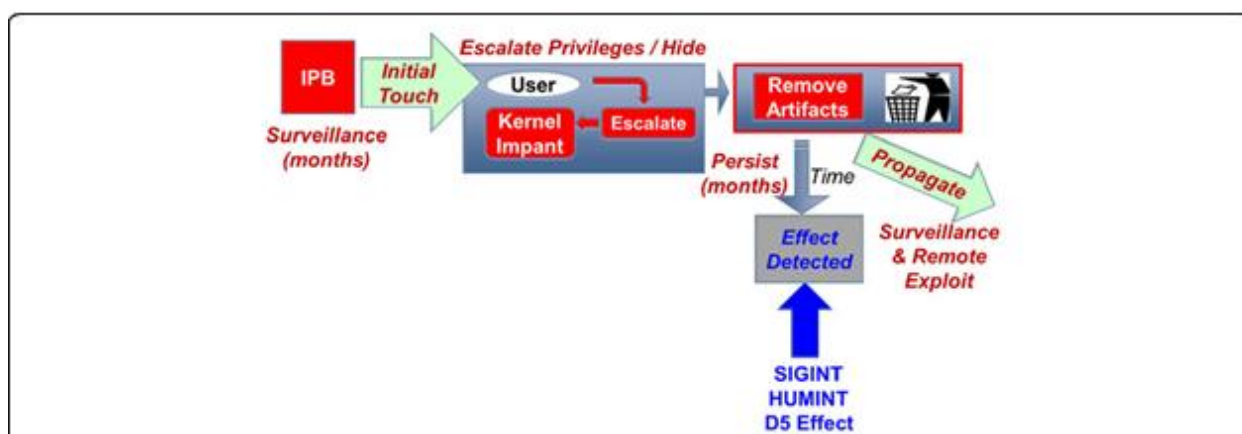 Escalate Privileges / Hide
IPB
Initial
Touch
User
Kernel
Impant
Escalate
Remove
Artifacts
Surveillance
(months)
Persist
(months)
Time
Propagate
Effect
Detected
Surveillance
& Remote
Exploit
SIGINT
HUMINT
D5 Effect